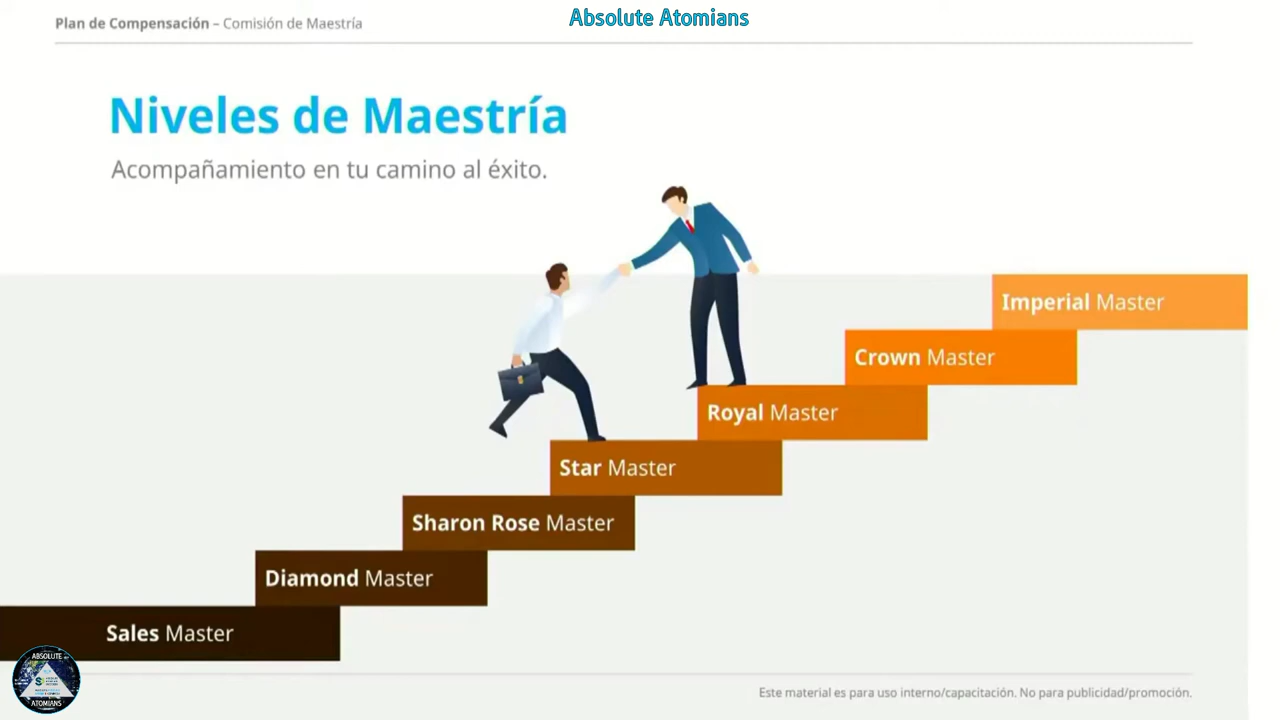 Plan de Compensación – Comisión de Maestría
Absolute Atomians
Niveles de Maestría
Acompañamiento en tu camino al éxito.
Imperial Master
Crown Master
Royal Master
Star Master
Sharon Rose Master
Diamond Master
Sales Master
ABSOLUTE
ATOMIANS
Este material es para uso interno/capacitación. No para publicidad/promoción.